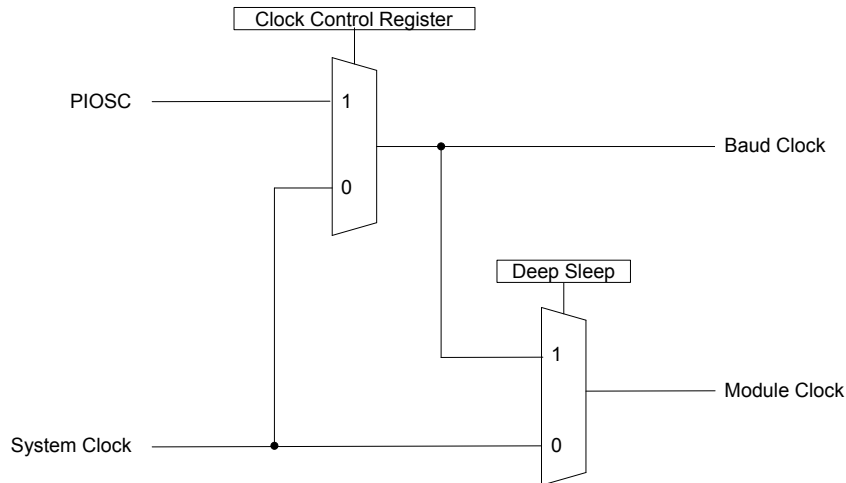 Clock Control Register
PIOSC
1
Baud Clock
0
Deep Sleep
1
Module Clock
System Clock
0